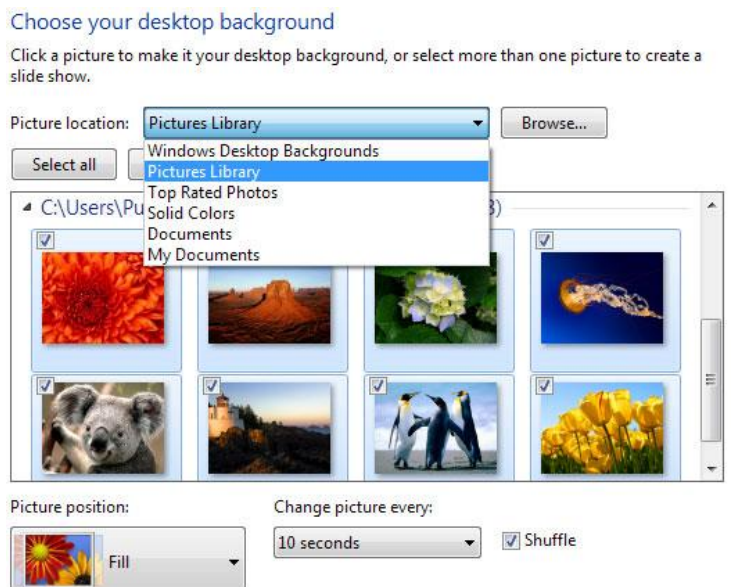 Choose your desktop background
Click a picture to make it your desktop background, or select more than one picture to create a
slide show.
Picture location: Pictures Library Browse...
Windows Desktop Backgrounds
Select all
Pictures Library
Top Rated Photos
C:\Users\Pu 3)
Solid Colors
Documents
My Documents
Picture position: Change picture every:
Fill 10 seconds Shuffle